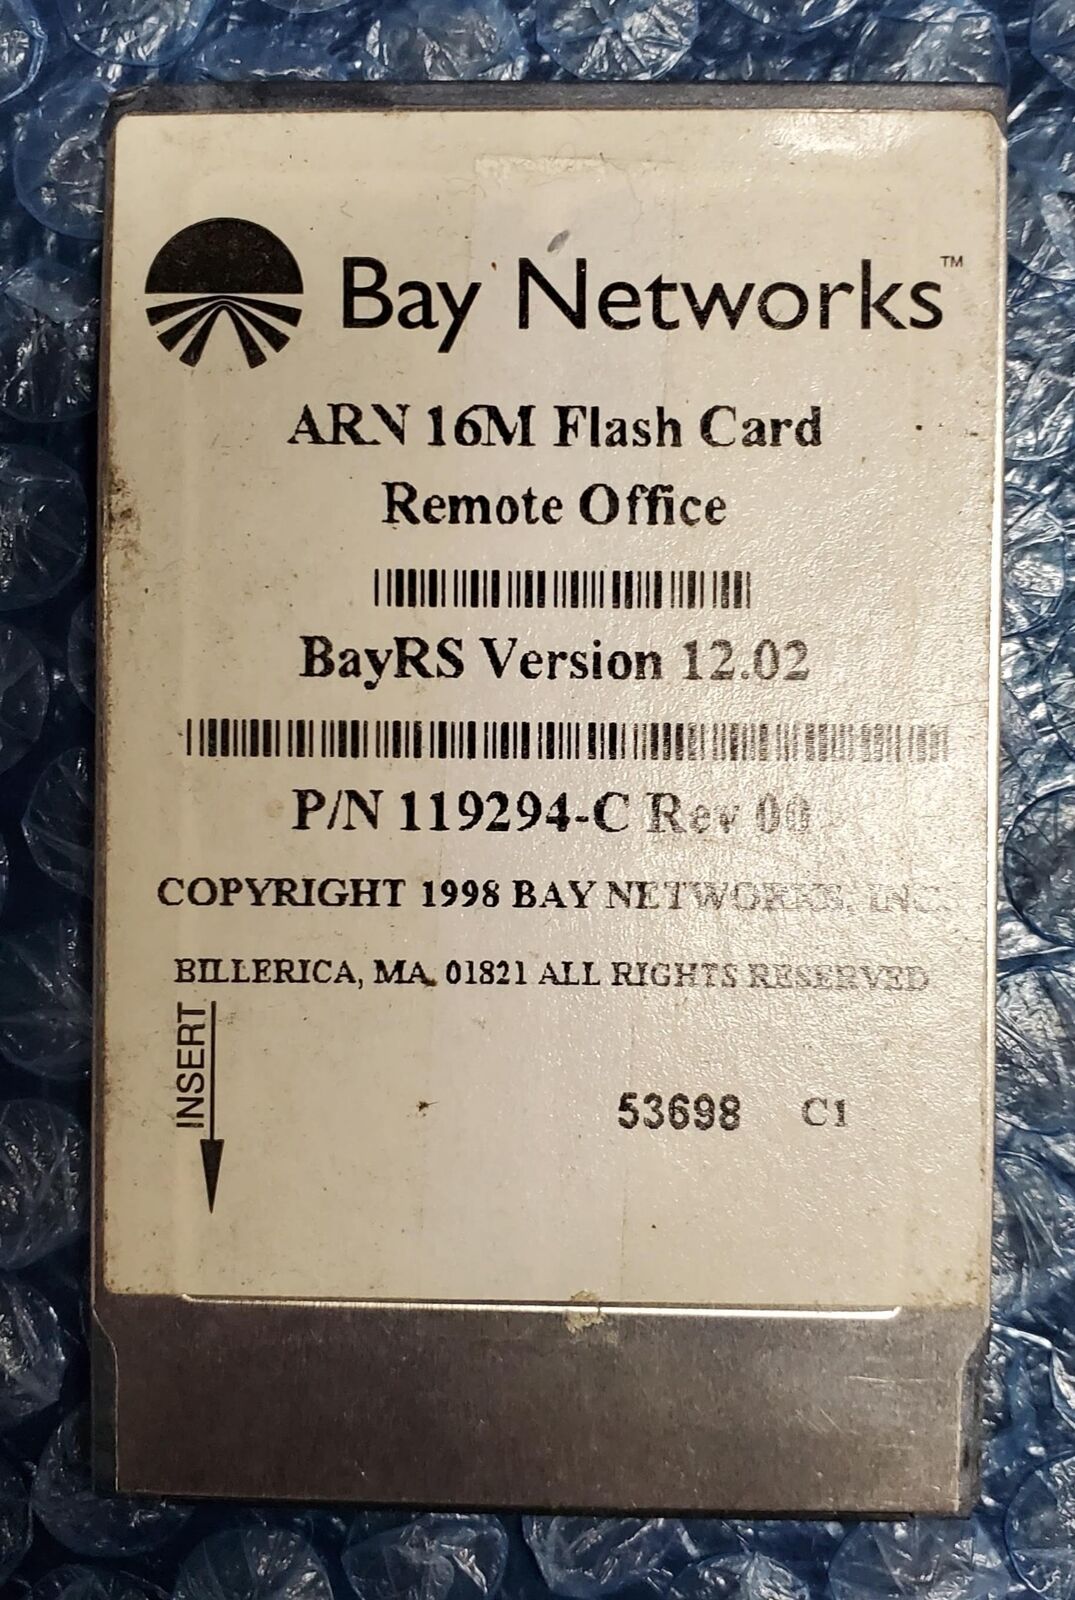 Bay Networks™
ARN 16M Flash Card
Remote Office
BayRS Version 12.02
P/N 119294-C Rev 00
COPYRIGHT 1998 BAY NETWORKS, INC.
BILLERICA, MA. 01821 ALL RIGHTS RESERVED
INSERT
53698 C1